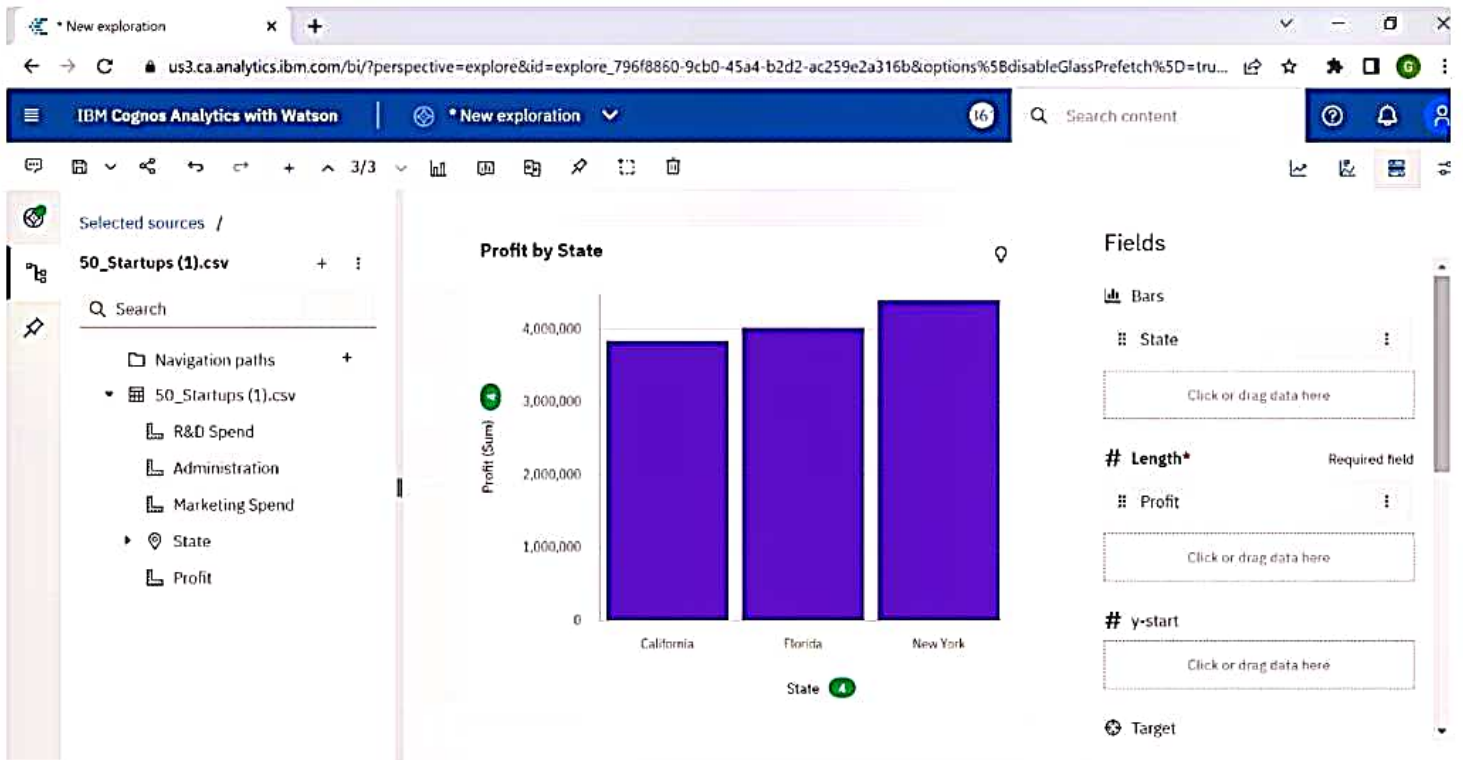 * New exploration
us3.ca.analytics.ibm.com/bi/?perspective=explore&id=explore_796f8860-9cb0-45a4-b2d2-ac259e2a316b&options%5BdisableGlassPrefetch%5D=tru...
G
IBM Cognos Analytics with Watson
* New exploration
Search content
3/3
Selected sources /
50_Startups (1).csv
Search
Navigation paths
50_Startups (1).csv
R&D Spend
Administration
Marketing Spend
State
Profit
Profit by State
4,000,000
3,000,000
2,000,000
1,000,000
0
Profit (Sum)
California
Florida
New York
State
Fields
Bars
State
Click or drag data here
# Length*
Required field
Profit
Click or drag data here
# y-start
Click or drag data here
Target